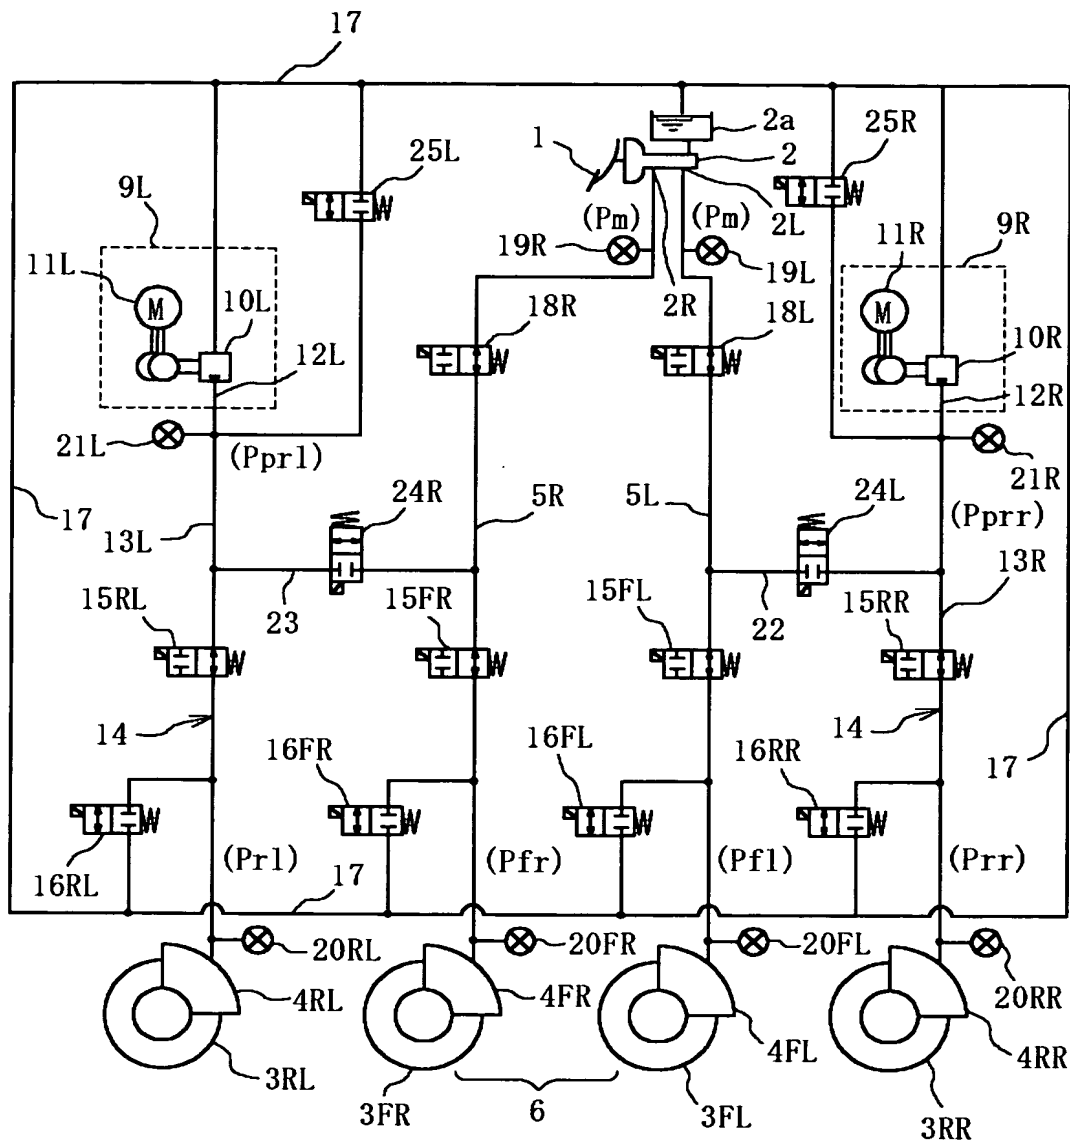 17
2a
1
2
25L
25R
9L
(Pm)
(Pm)
2L
11R
9R
19R
19L
11L
M
10L
2R
M
18R
18L
12L
10R
12R
21L
(Pprl)
21R
24R
5R
5L
24L
(Pprr)
17
13L
13R
15RL
23
15FR
15FL
22
15RR
14
16FR
16FL
16RR
14
17
16RL
(Prl)
17
(Pfr)
(Pfl)
(Prr)
20RL
20FR
20FL
20RR
4RL
4FR
4FL
4RR
3RL
3FR
6
3FL
3RR